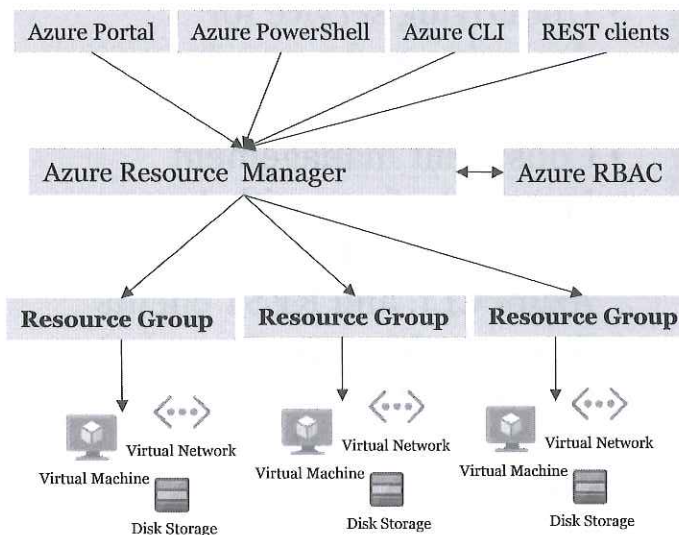 Azure Portal
Azure PowerShell
Azure CLI
REST clients
Azure Resource Manager
Azure RBAC
Resource Group
Resource Group
Resource Group
Virtual Network
Virtual Machine
Disk Storage
Virtual Network
Virtual Machine
Disk Storage
Virtual Network
Virtual Machine
Disk Storage